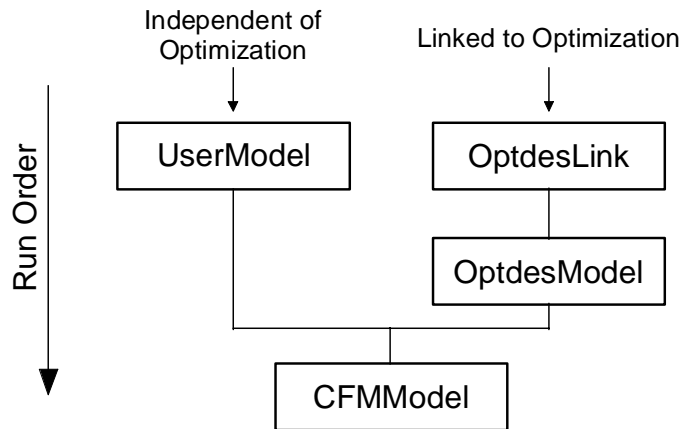 Independent of
Optimization
Linked to Optimization
UserModel
OptdesLink
Run Order
OptdesModel
CFMModel